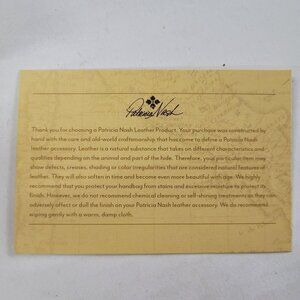 Patricia Nash
Thank you for choosing a Patricia Nash Leather Product. Your purchase was constructed by
hand with the care and old-world craftsmanship that has come to define a Patricia Nash
leather accessory. Leather is a natural substance that takes on different characteristics and
qualities depending on the animal and part of the hide. Therefore, your particular item may
show defects, creases, shading or color irregularities that are considered natural features of
leather. They will also soften in time and become even more beautiful with age. We highly
recommend that you protect your handbag from stains and excessive moisture to protect its
finish. However, we do not recommend chemical cleaning or self-shining treatments as they can
adversely affect or dull the finish on your Patricia Nash leather accessory. We do recommend
wiping gently with a warm, damp cloth.